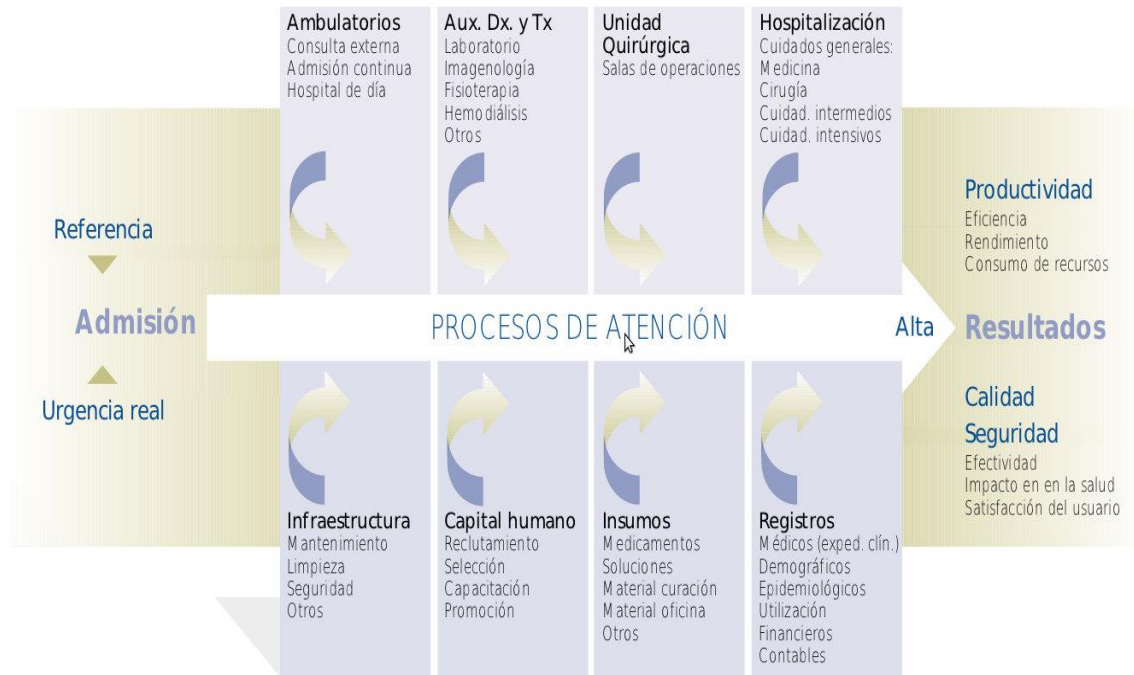 Ambulatorios
Consulta externa
Admisión continua
Hospital de día
Aux. Dx. y Tx
Laboratorio
Imagenología
Fisioterapia
Hemodiálisis
Otros
Unidad
Quirúrgica
Salas de operaciones
Hospitalización
Cuidados generales:
Medicina
Cirugía
Cuidad. intermedios
Cuidad. intensivos
Referencia
Admisión
Urgencia real
PROCESOS DE ATENCIÓN
Alta
Productividad
Eficiencia
Rendimiento
Consumo de recursos
Resultados
Calidad
Seguridad
Efectividad
Impacto en en la salud
Satisfacción del usuario
Infraestructura
Mantenimiento
Limpieza
Seguridad
Otros
Capital humano
Reclutamiento
Selección
Capacitación
Promoción
Insumos
Medicamentos
Soluciones
Material curación
Material oficina
Otros
Registros
Médicos (exped. clín.)
Demográficos
Epidemiológicos
Utilización
Financieros
Contables